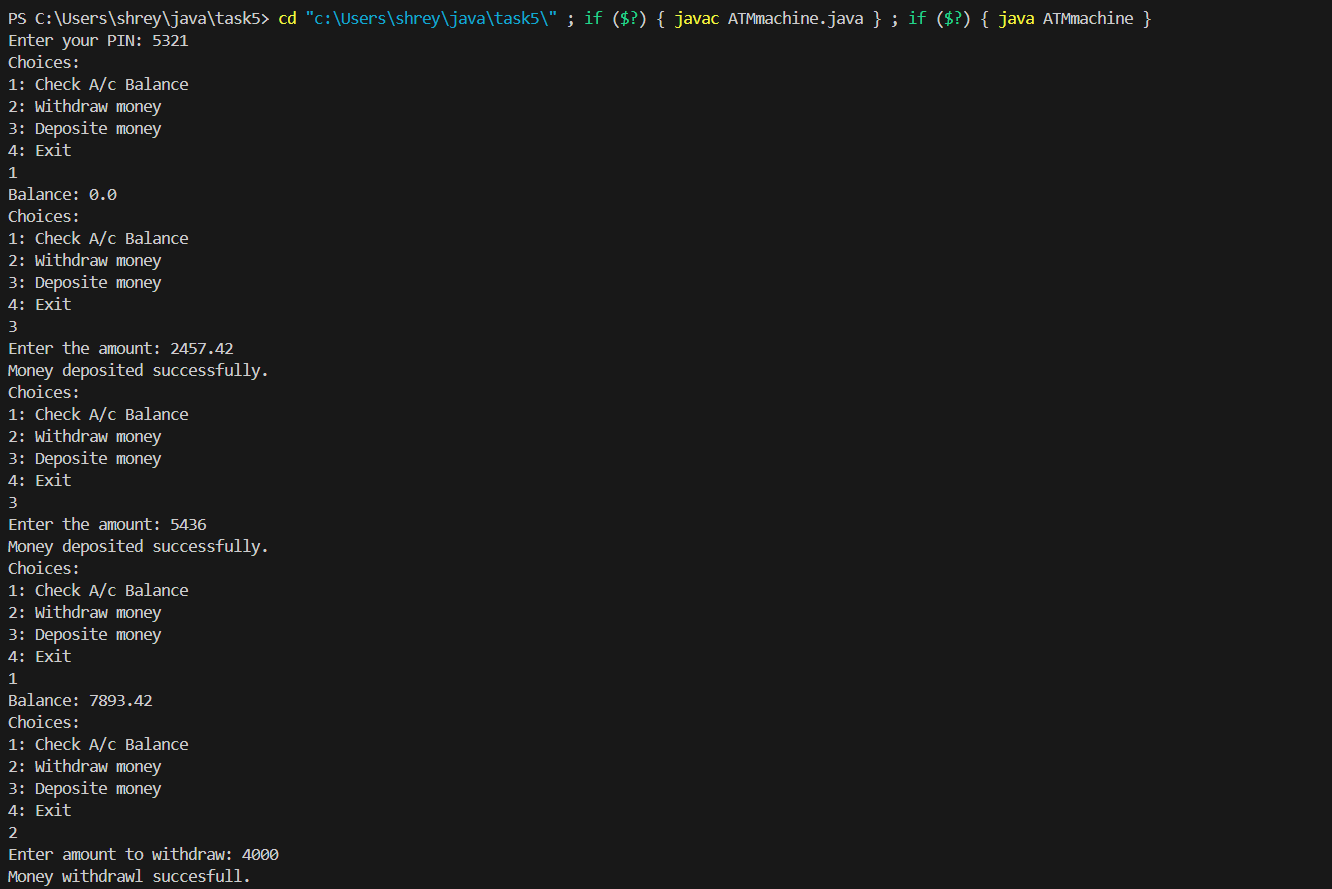 PS C:\Users\shrey\java\task5> cd "c:\Users\shrey\java\task5\" ; if ($?) { javac ATMmachine.java } ; if ($?) { java ATMmachine }
Enter your PIN: 5321
Choices:
1: Check A/c Balance
2: Withdraw money
3: Deposite money
4: Exit
1
Balance: 0.0
Choices:
1: Check A/c Balance
2: Withdraw money
3: Deposite money
4: Exit
3
Enter the amount: 2457.42
Money deposited successfully.
Choices:
1: Check A/c Balance
2: Withdraw money
3: Deposite money
4: Exit
3
Enter the amount: 5436
Money deposited successfully.
Choices:
1: Check A/c Balance
2: Withdraw money
3: Deposite money
4: Exit
1
Balance: 7893.42
Choices:
1: Check A/c Balance
2: Withdraw money
3: Deposite money
4: Exit
2
Enter amount to withdraw: 4000
Money withdrawl succesfull.